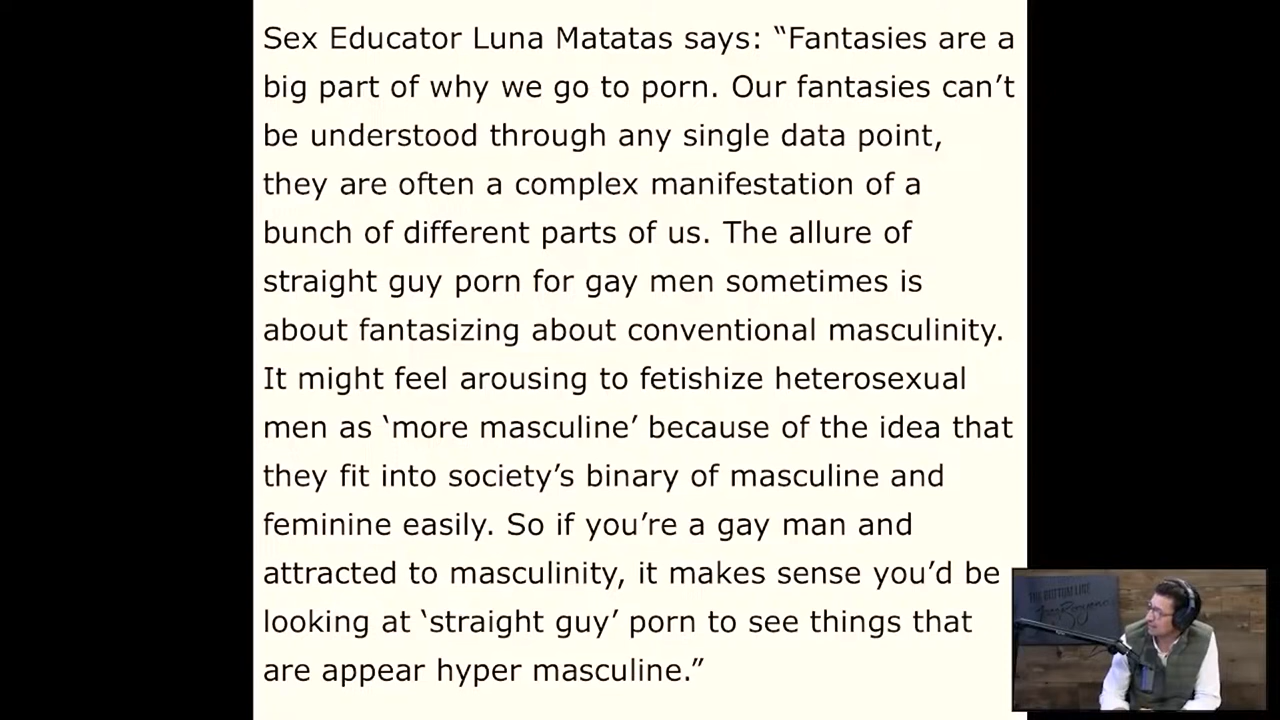 Sex Educator Luna Matatas says: “Fantasies are a
big part of why we go to porn. Our fantasies can’t
be understood through any single data point,
they are often a complex manifestation of a
bunch of different parts of us. The allure of
straight guy porn for gay men sometimes is
about fantasizing about conventional masculinity.
It might feel arousing to fetishize heterosexual
men as ‘more masculine’ because of the idea that
they fit into society’s binary of masculine and
feminine easily. So if you’re a gay man and
attracted to masculinity, it makes sense you’d be
looking at ‘straight guy’ porn to see things that
are appear hyper masculine.”
THE BOTTOM LINE